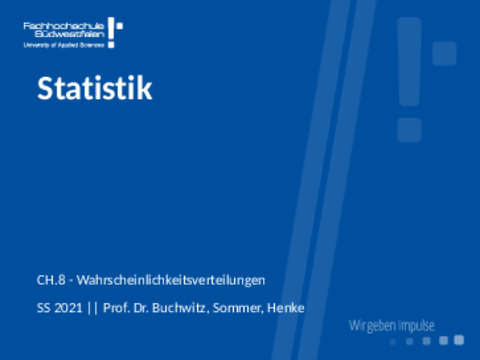 Fachhochschule
Südwestfalen
University of Applied Sciences
Statistik
CH.8 - Wahrscheinlichkeitsverteilungen
SS 2021 || Prof. Dr. Buchwitz, Sommer, Henke
Wir geben Impulse